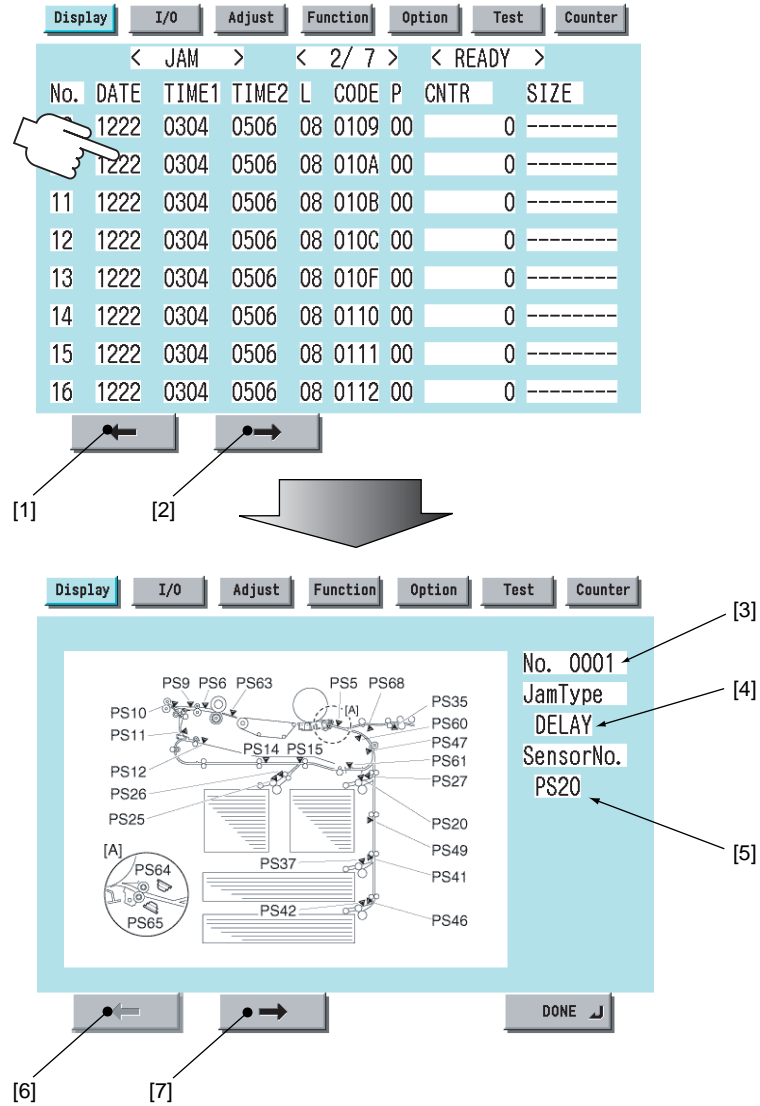 Display I/O Adjust Function Option Test Counter
< JAM > < 2/ 7 > < READY >
No. DATE TIME1 TIME2 L CODE P CNTR SIZE
1222 0304 0506 08 0109 00 0 --------
1222 0304 0506 08 010A 00 0 --------
11 1222 0304 0506 08 010B 00 0 --------
12 1222 0304 0506 08 010C 00 0 --------
13 1222 0304 0506 08 010F 00 0 --------
14 1222 0304 0506 08 0110 00 0 --------
15 1222 0304 0506 08 0111 00 0 --------
16 1222 0304 0506 08 0112 00 0 --------
[1] [2]
Display I/O Adjust Function Option Test Counter
[3]
No. 0001
JamType
[4]
DELAY
SensorNo.
PS20
[5]
PS9 PS6 PS63 PS5 PS68
PS10 [A] PS35
PS11 PS60
PS14 PS15 PS47
PS12 PS61
PS26 PS27
PS25 PS20
[A] PS49
PS64 PS37 PS41
PS65 PS42 PS46
DONE
[6] [7]